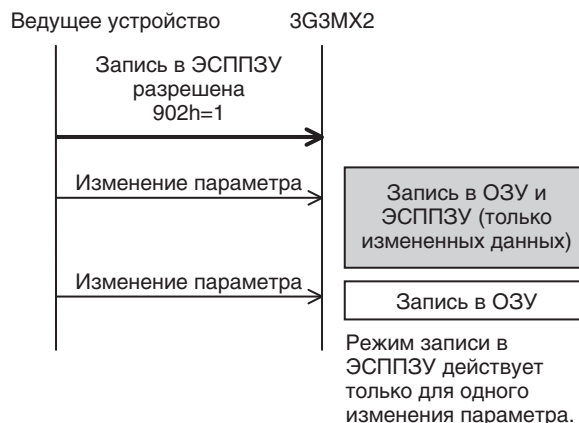 Ведущее устройство
3G3MX2
Запись в ЭСППЗУ
разрешена
902h=1
Изменение параметра
Запись в ОЗУ и
ЭСППЗУ (только
измененных данных)
Изменение параметра
Запись в ОЗУ
Режим записи в
ЭСППЗУ действует
только для одного
изменения параметра.